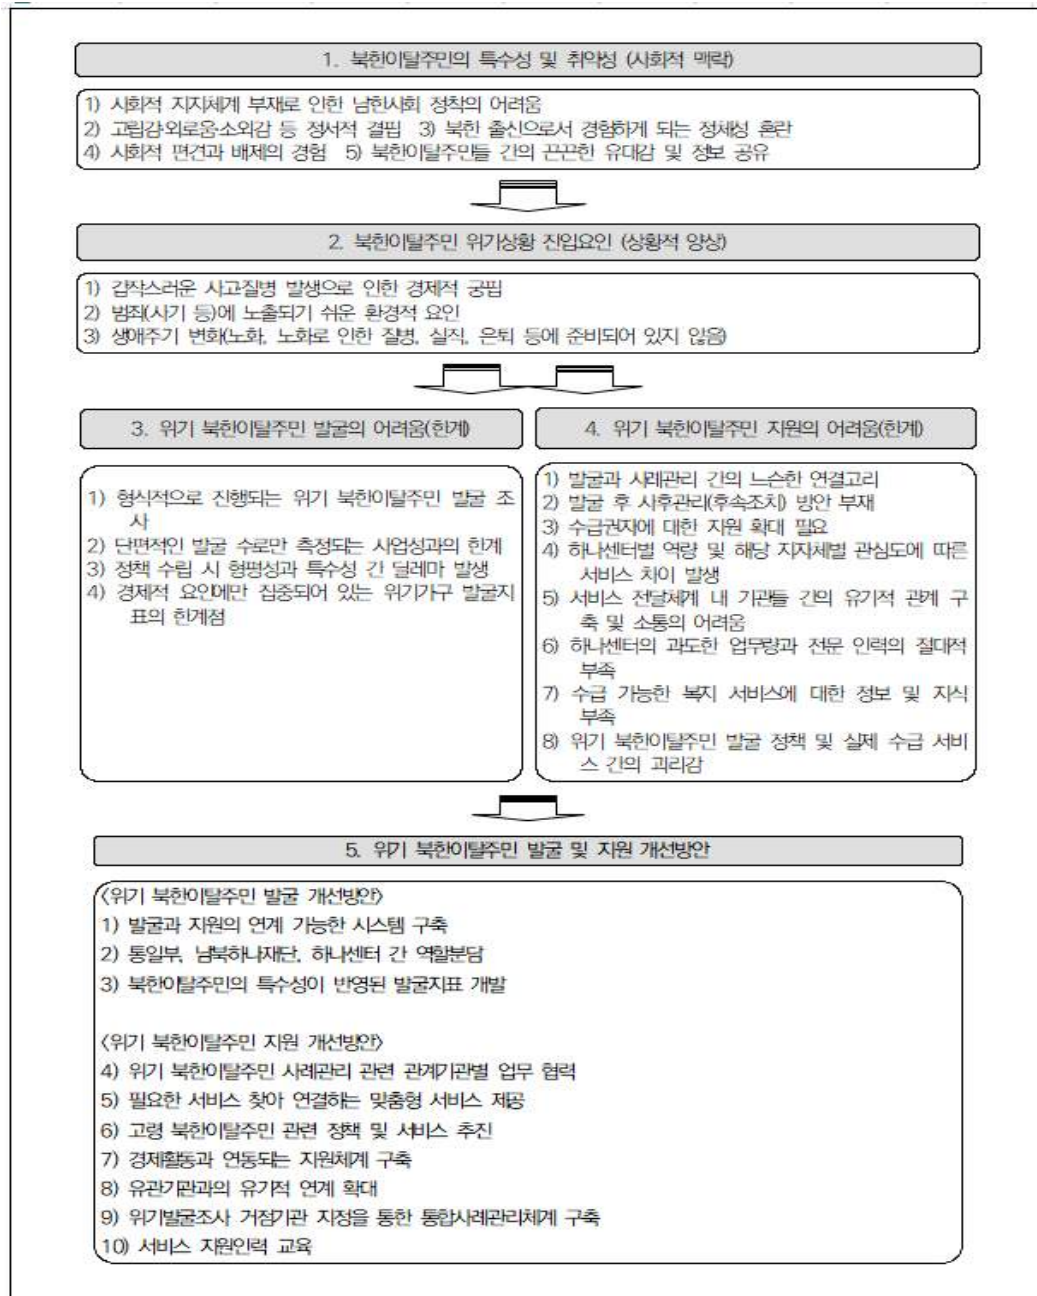 1. 북한이탈주민의 특수성 및 취약성 (사회적 맥락)
1) 사회적 지지체계 부재로 인한 남한사회 정착의 어려움
2) 고립감·외로움·소외감 등 정서적 결핍 3) 북한 출신으로서 경험하게 되는 정체성 혼란
4) 사회적 편견과 배제의 경험 5) 북한이탈주민들 간의 끈끈한 유대감 및 정보 공유
2. 북한이탈주민 위기상황 진입요인 (상황적 양상)
1) 갑작스러운 사고·질병 발생으로 인한 경제적 궁핍
2) 범죄(사기 등)에 노출되기 쉬운 환경적 요인
3) 생애주기 변화(노화, 노화로 인한 질병, 실직, 은퇴 등에 준비되어 있지 않음)
3. 위기 북한이탈주민 발굴의 어려움(한계)
1) 형식적으로 진행되는 위기 북한이탈주민 발굴 조
사
2) 단편적인 발굴 수로만 측정되는 사업성과의 한계
3) 정책 수립 시 형평성과 특수성 간 딜레마 발생
4) 경제적 요인에만 집중되어 있는 위기가구 발굴지
표의 한계점
4. 위기 북한이탈주민 지원의 어려움(한계)
1) 발굴과 사례관리 간의 느슨한 연결고리
2) 발굴 후 사후관리(후속조치) 방안 부재
3) 수급권자에 대한 지원 확대 필요
4) 하나센터별 역량 및 해당 지자체별 관심도에 따른
서비스 차이 발생
5) 서비스 전달체계 내 기관들 간의 유기적 관계 구
축 및 소통의 어려움
6) 하나센터의 과도한 업무량과 전문 인력의 절대적
부족
7) 수급 가능한 복지 서비스에 대한 정보 및 지식
부족
8) 위기 북한이탈주민 발굴 정책 및 실제 수급 서비
스 간의 괴리감
5. 위기 북한이탈주민 발굴 및 지원 개선방안
〈위기 북한이탈주민 발굴 개선방안〉
1) 발굴과 지원의 연계 가능한 시스템 구축
2) 통일부, 남북하나재단, 하나센터 간 역할분담
3) 북한이탈주민의 특수성이 반영된 발굴지표 개발
〈위기 북한이탈주민 지원 개선방안〉
4) 위기 북한이탈주민 사례관리 관련 관계기관별 업무 협력
5) 필요한 서비스 찾아 연결하는 맞춤형 서비스 제공
6) 고령 북한이탈주민 관련 정책 및 서비스 추진
7) 경제활동과 연동되는 지원체계 구축
8) 유관기관과의 유기적 연계 확대
9) 위기발굴조사 거점기관 지정을 통한 통합사례관리체계 구축
10) 서비스 지원인력 교육